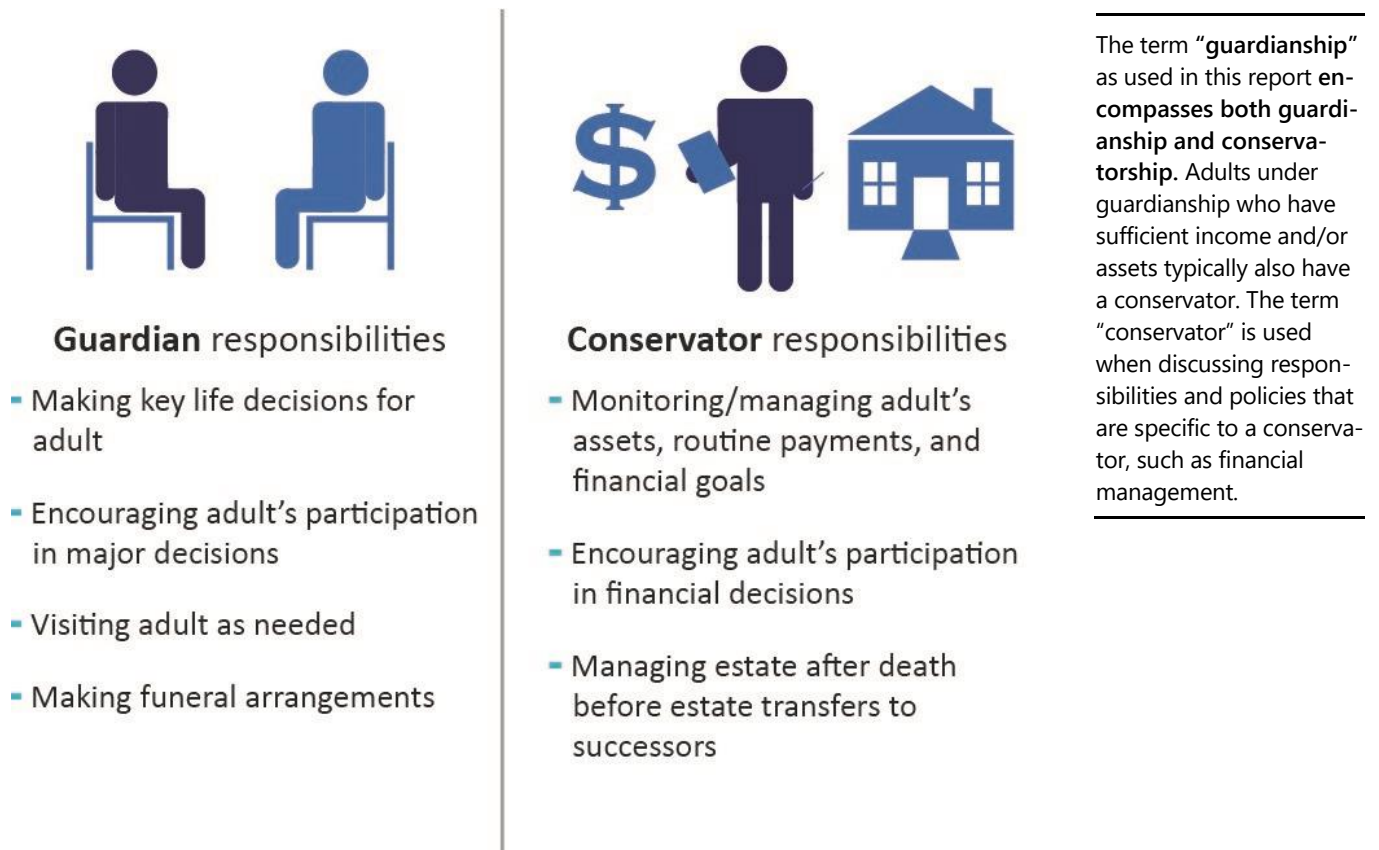 Guardian responsibilities
- Making key life decisions for
adult
- Encouraging adult's participation
in major decisions
- Visiting adult as needed
- Making funeral arrangements
$
Conservator responsibilities
- Monitoring/managing adult's
assets, routine payments, and
financial goals
- Encouraging adult's participation
in financial decisions
- Managing estate after death
before estate transfers to
successors
The term “guardianship”
as used in this report en-
compasses both guardi-
anship and conserva-
torship. Adults under
guardianship who have
sufficient income and/or
assets typically also have
a conservator. The term
“conservator” is used
when discussing respon-
sibilities and policies that
are specific to a conserva-
tor, such as financial
management.